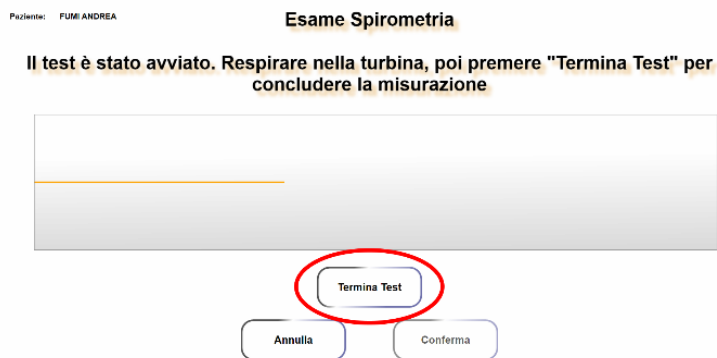 Paziente: FUMI ANDREA
Esame Spirometria
Il test è stato avviato. Respirare nella turbina, poi premere "Termina Test" per
concludere la misurazione
Termina Test
Annulla
Conferma